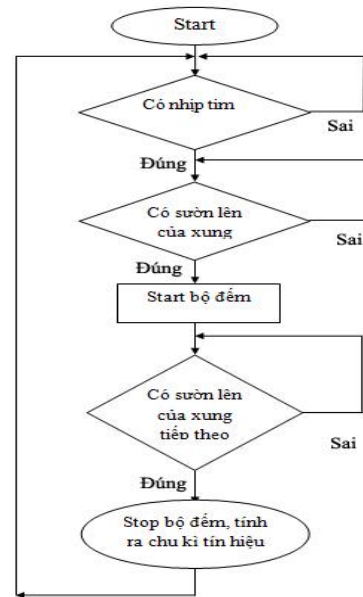 Start
Có nhịp tim
Sai
Đúng
Có sườn lên
của xung
Sai
Đúng
Start bộ đếm
Có sườn lên
của xung
tiếp theo
Sai
Đúng
Stop bộ đếm, tính
ra chu kì tín hiệu